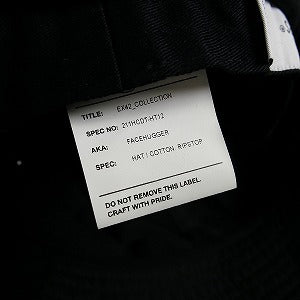 TITLE: EX42_COLLECTION
SPEC NO: 211HCDT-HT12
AKA: FACEHUGGER
SPEC: HAT / COTTON RIPSTOP
DO NOT REMOVE THIS LABEL.
CRAFT WITH PRIDE.